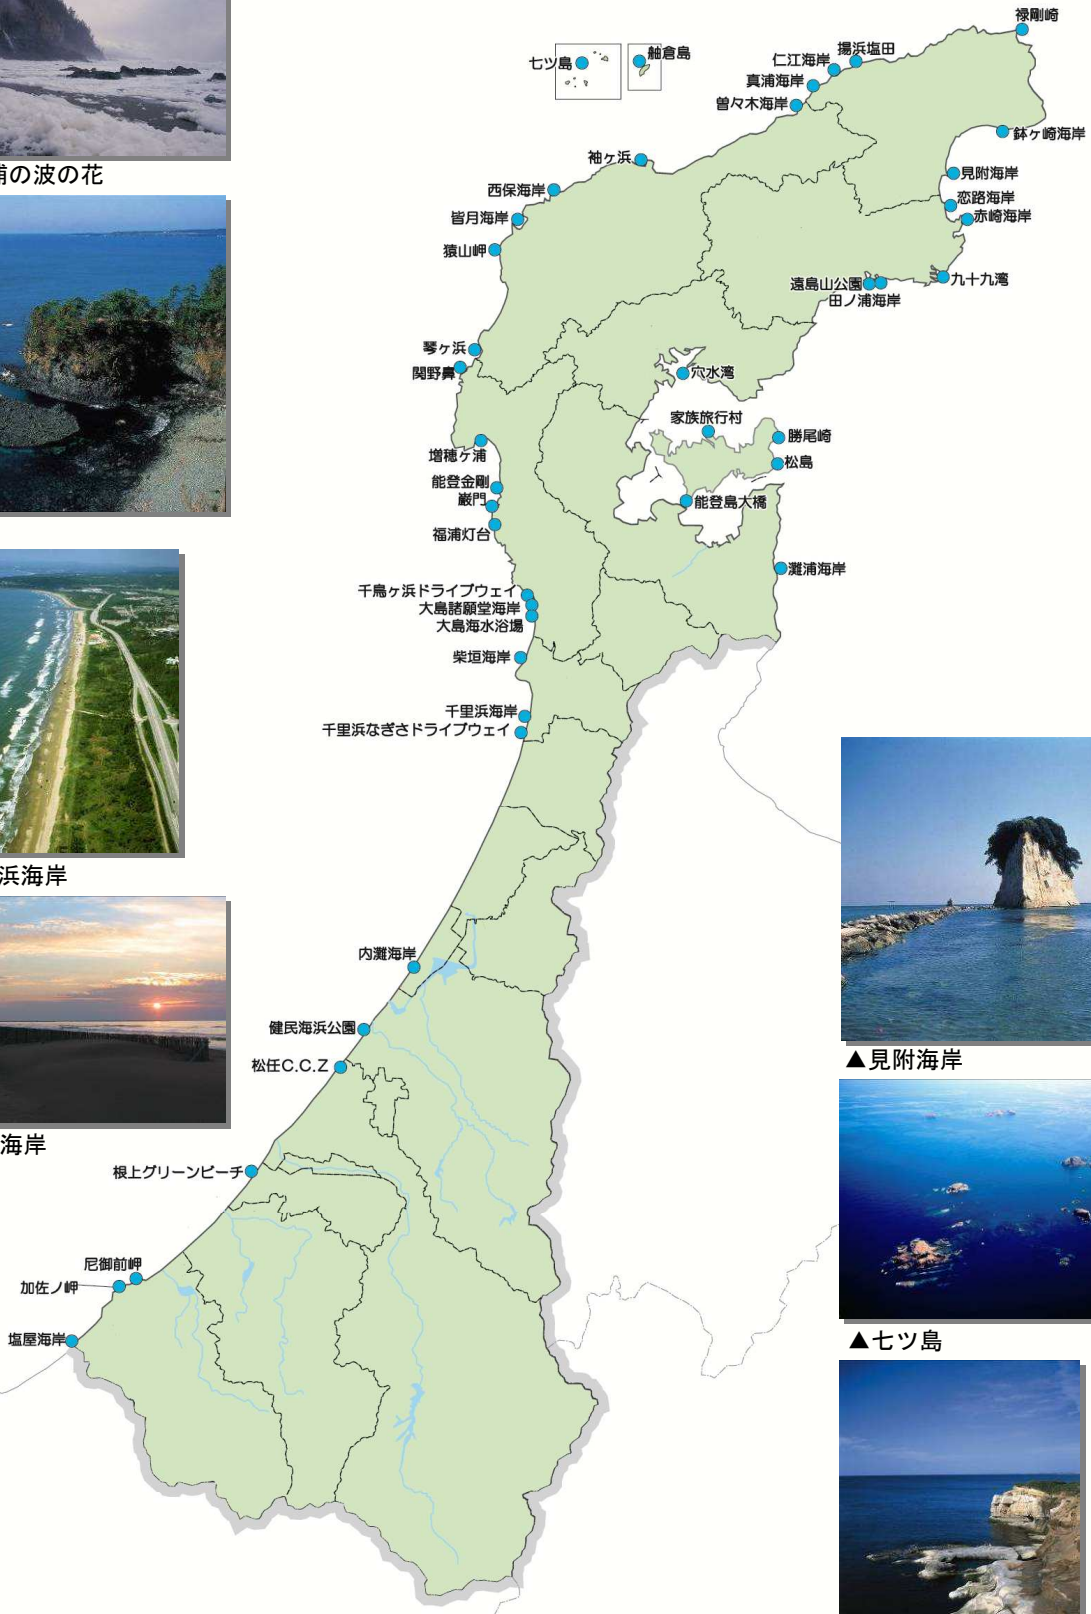 禄剛崎
揚浜塩田
仁江海岸
真浦海岸
曽々木海岸
七ツ島
舳倉島
鉢ヶ崎海岸
袖ヶ浜
見附海岸
西保海岸
恋路海岸
赤崎海岸
皆月海岸
猿山岬
九十九湾
遠島山公園
田ノ浦海岸
琴ヶ浜
関野鼻
穴水湾
家族旅行村
勝尾崎
増穂ヶ浦
松島
能登金剛
巌門
能登島大橋
福浦灯台
灘浦海岸
千鳥ヶ浜ドライブウェイ
大島諸願堂海岸
大島海水浴場
柴垣海岸
千里浜海岸
千里浜なぎさドライブウェイ
内灘海岸
健民海浜公園
松任C.C.Z
根上グリーンビーチ
尼御前岬
加佐ノ岬
塩屋海岸
浦の波の花
浜海岸
海岸
▲見附海岸
▲七ツ島